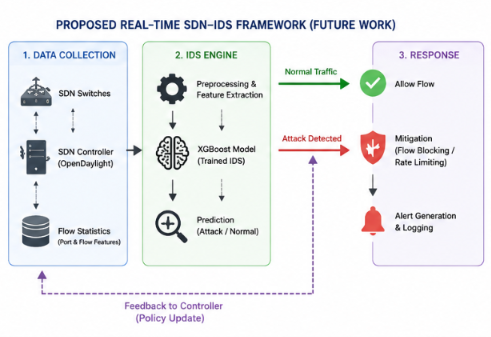 PROPOSED REAL-TIME SDN-IDS FRAMEWORK (FUTURE WORK)
1. DATA COLLECTION
SDN Switches
SDN Controller
(OpenDaylight)
Flow Statistics
(Port & Flow Features)
2. IDS ENGINE
Preprocessing &
Feature Extraction
XGBoost Model
(Trained IDS)
Prediction
(Attack / Normal)
Normal Traffic
Attack Detected
3. RESPONSE
Allow Flow
Mitigation
(Flow Blocking /
Rate Limiting)
Alert Generation
& Logging
Feedback to Controller
(Policy Update)